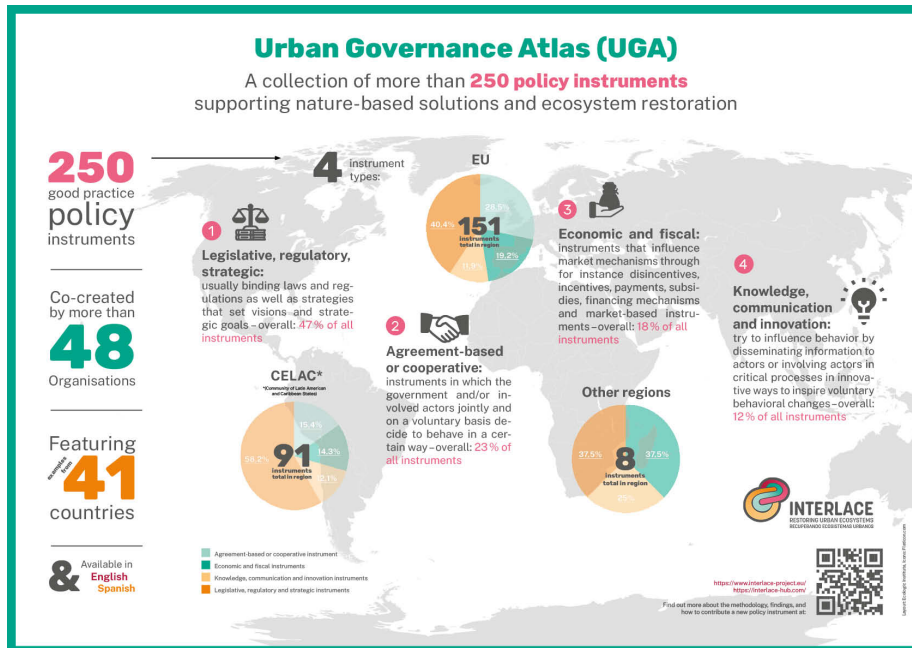 Urban Governance Atlas (UGA)
A collection of more than 250 policy instruments
supporting nature-based solutions and ecosystem restoration
250
good practice
policy
instruments
Co-created
by more than
48
Organisations
Featuring
examples
from
41
countries
&
Available in
English
Spanish
4
instrument
types:
1
Legislative, regulatory,
strategic:
usually binding laws and reg-
ulations as well as strategies
that set visions and strate-
gic goals – overall: 47% of all
instruments
2
Agreement-based
or cooperative:
instruments in which the
government and/or in-
volved actors jointly and
on a voluntary basis de-
cide to behave in a cer-
tain way – overall: 23% of
all instruments
3
Economic and fiscal:
instruments that influence
market mechanisms through
for instance disincentives,
incentives, payments, subsi-
dies, financing mechanisms
and market-based instru-
ments – overall: 18% of all
instruments
4
Knowledge,
communication
and innovation:
try to influence behavior by
disseminating information to
actors or involving actors in
critical processes in innova-
tive ways to inspire voluntary
behavioral changes – overall:
12% of all instruments
EU
40.4%
28.5%
151
instruments
total in region
19.2%
11.9%
CELAC*
*(Community of Latin American
and Caribbean States)
15.4%
58.2%
91
14.3%
instruments
total in region
Other regions
37,5%
8
37,5%
instruments
total in region
25%
Agreement-based or cooperative instrument
Economic and fiscal instruments
Knowledge, communication and innovation instruments
Legislative, regulatory and strategic instruments
INTERLACE
RESTORING URBAN ECOSYSTEMS
RECUPERANDO ECOSISTEMAS URBANOS
https://www.interlace-project.eu/
https://interlace-hub.com/
Find out more about the methodology, findings, and
how to contribute a new policy instrument at: